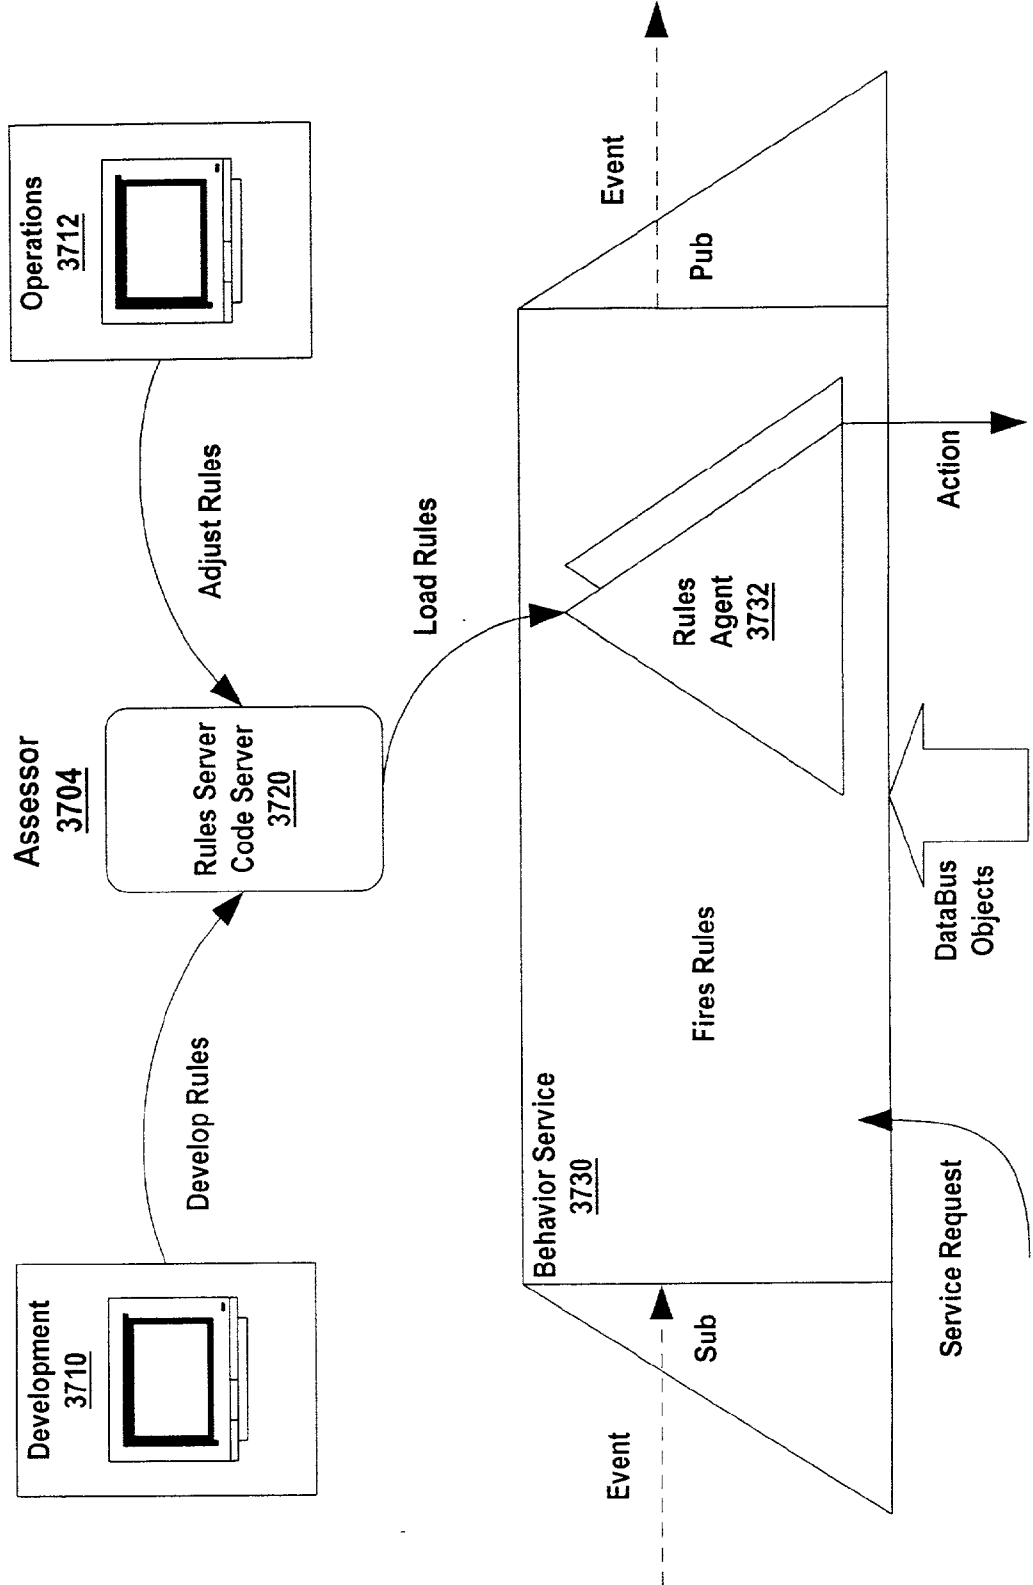 Assessor
3704
Development
3710
Operations
3712
Develop Rules
Rules Server
Code Server
3720
Adjust Rules
Load Rules
Behavior Service
3730
Event
Sub
Fires Rules
Rules
Agent
3732
Pub
Event
Service Request
DataBus
Objects
Action